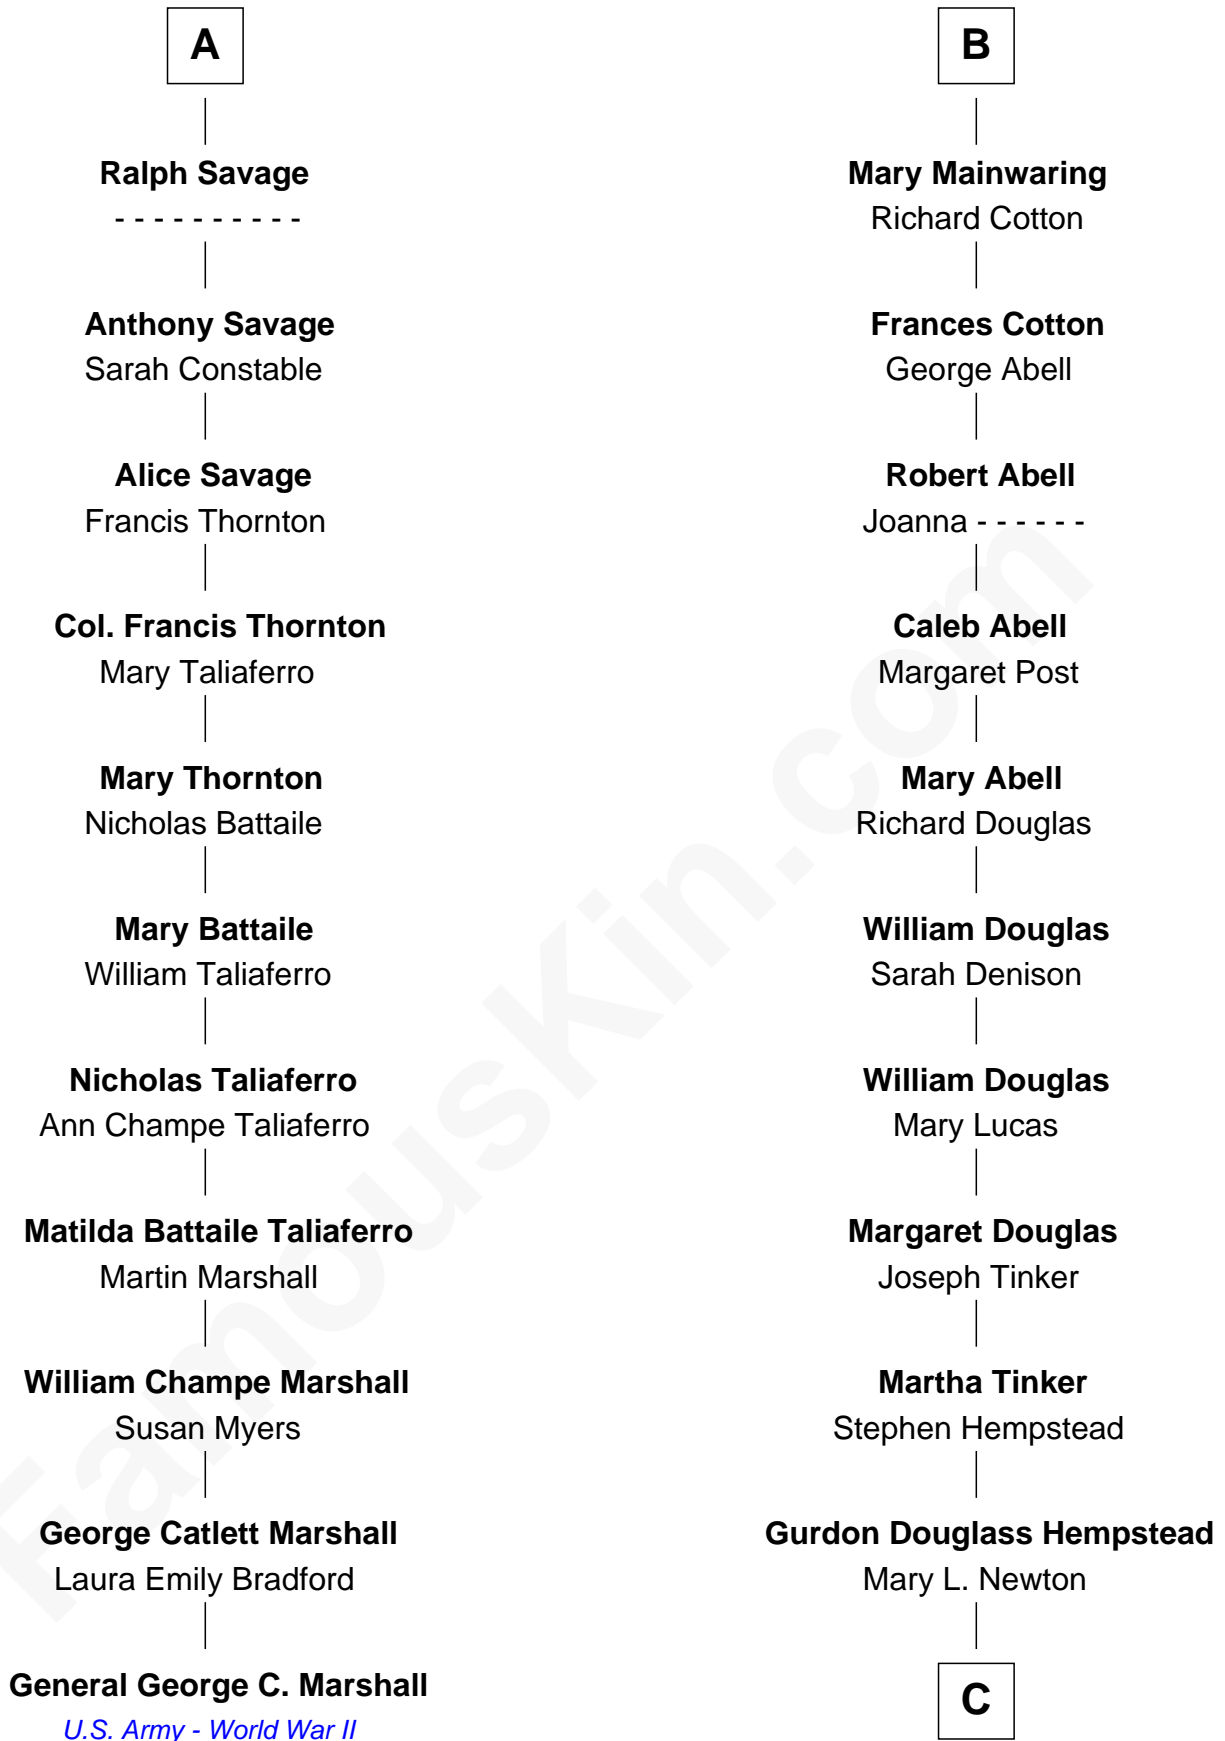 A
Ralph Savage
- - - - - - - - - -
Anthony Savage
Sarah Constable
Alice Savage
Francis Thornton
Col. Francis Thornton
Mary Taliaferro
Mary Thornton
Nicholas Battaile
Mary Battaile
William Taliaferro
Nicholas Taliaferro
Ann Champe Taliaferro
Matilda Battaile Taliaferro
Martin Marshall
William Champe Marshall
Susan Myers
George Catlett Marshall
Laura Emily Bradford
General George C. Marshall
U.S. Army - World War II
B
Mary Mainwaring
Richard Cotton
Frances Cotton
George Abell
Robert Abell
Joanna - - - - - -
Caleb Abell
Margaret Post
Mary Abell
Richard Douglas
William Douglas
Sarah Denison
William Douglas
Mary Lucas
Margaret Douglas
Joseph Tinker
Martha Tinker
Stephen Hempstead
Gurdon Douglass Hempstead
Mary L. Newton
C
FamousKin.com